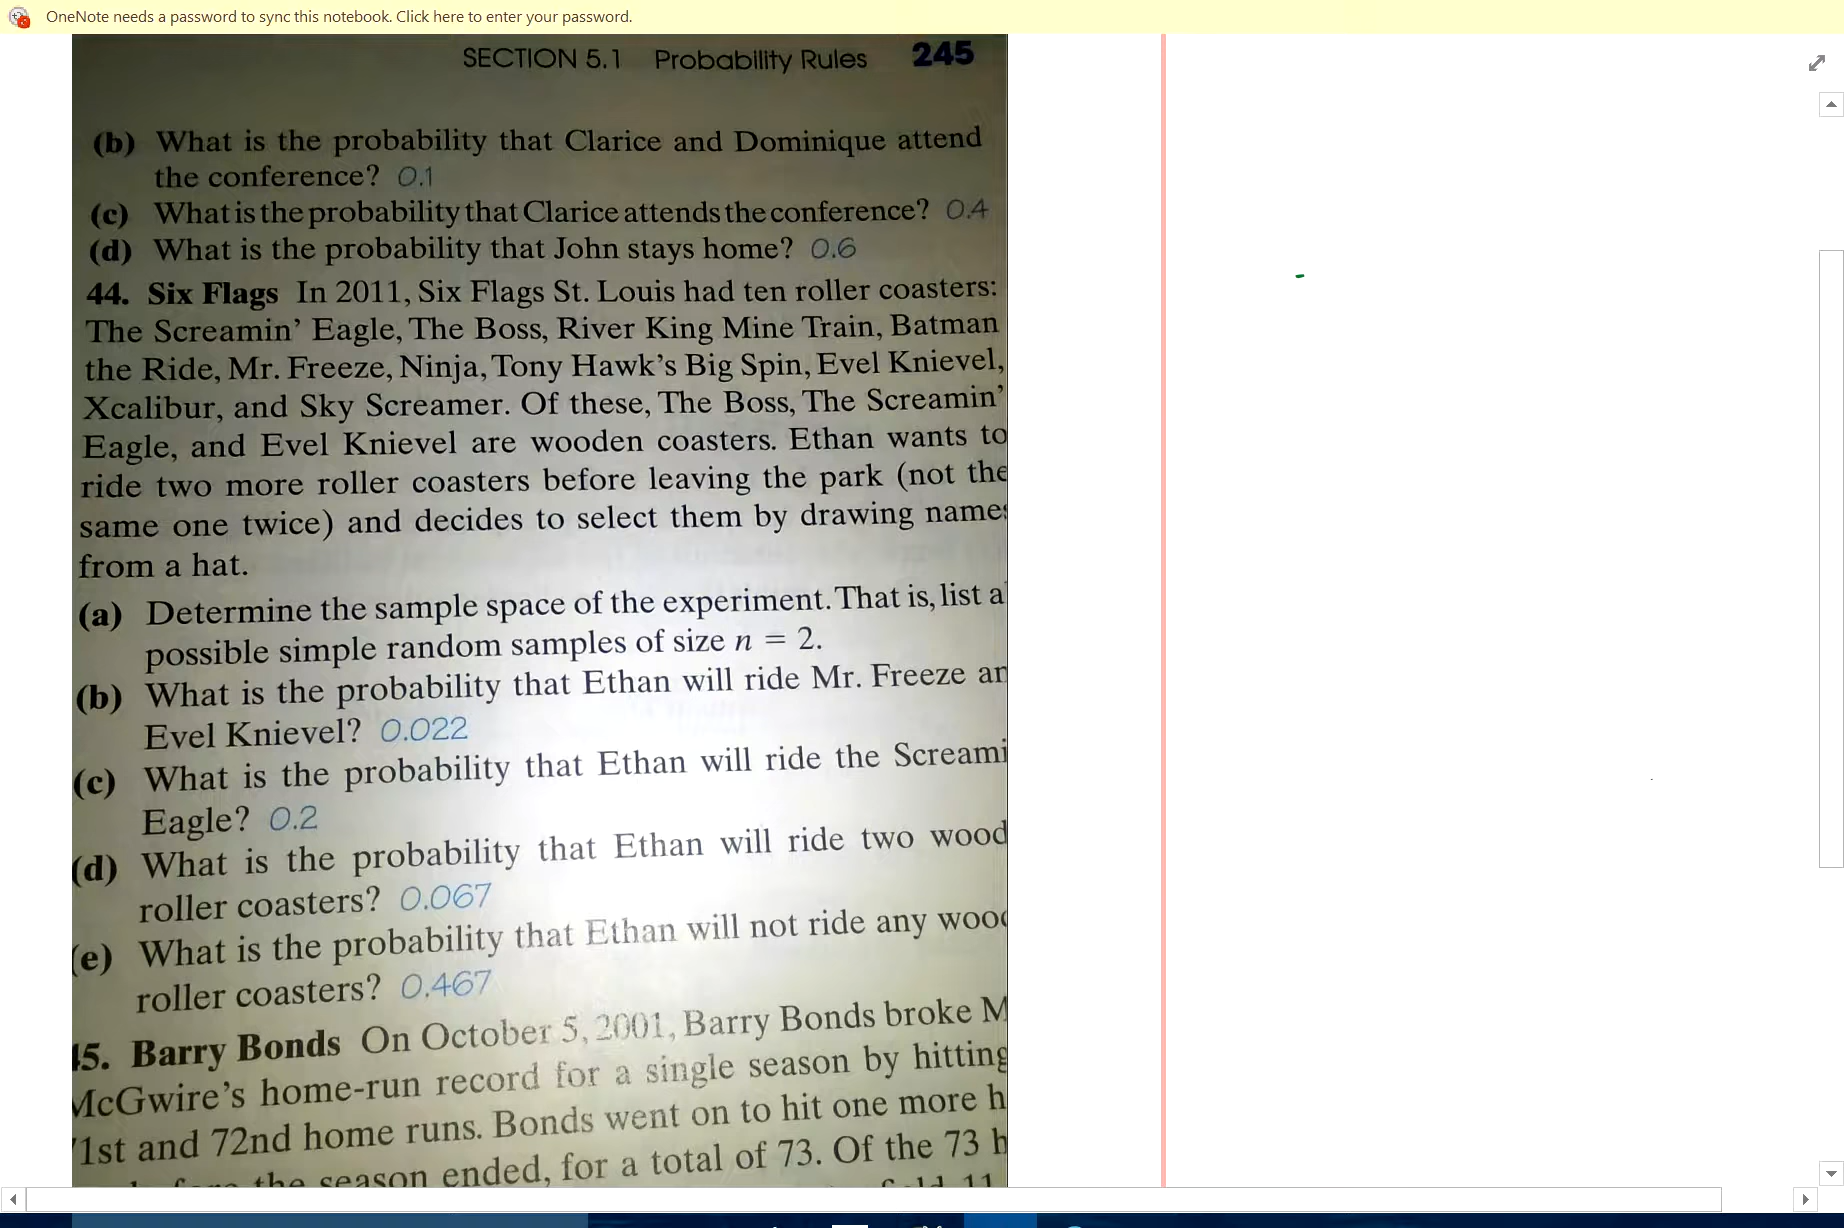 OneNote needs a password to sync this notebook. Click here to enter your password.
SECTION 5.1 Probability Rules 245
(b) What is the probability that Clarice and Dominique attend
the conference? 0.1
(c) What is the probability that Clarice attends the conference? 0.4
(d) What is the probability that John stays home? 0.6
44. Six Flags In 2011, Six Flags St. Louis had ten roller coasters:
The Screamin' Eagle, The Boss, River King Mine Train, Batman
the Ride, Mr. Freeze, Ninja, Tony Hawk's Big Spin, Evel Knievel,
Xcalibur, and Sky Screamer. Of these, The Boss, The Screamin'
Eagle, and Evel Knievel are wooden coasters. Ethan wants to
ride two more roller coasters before leaving the park (not the
same one twice) and decides to select them by drawing names
from a hat.
(a) Determine the sample space of the experiment. That is, list a
possible simple random samples of size n = 2.
(b) What is the probability that Ethan will ride Mr. Freeze an
Evel Knievel? 0.022
(c) What is the probability that Ethan will ride the Screami
Eagle? 0.2
(d) What is the probability that Ethan will ride two wood
roller coasters? 0.067
(e) What is the probability that Ethan will not ride any wood
roller coasters? 0.467
45. Barry Bonds On October 5, 2001, Barry Bonds broke M
McGwire's home-run record for a single season by hitting
71st and 72nd home runs. Bonds went on to hit one more h
the season ended, for a total of 73. Of the 73 h